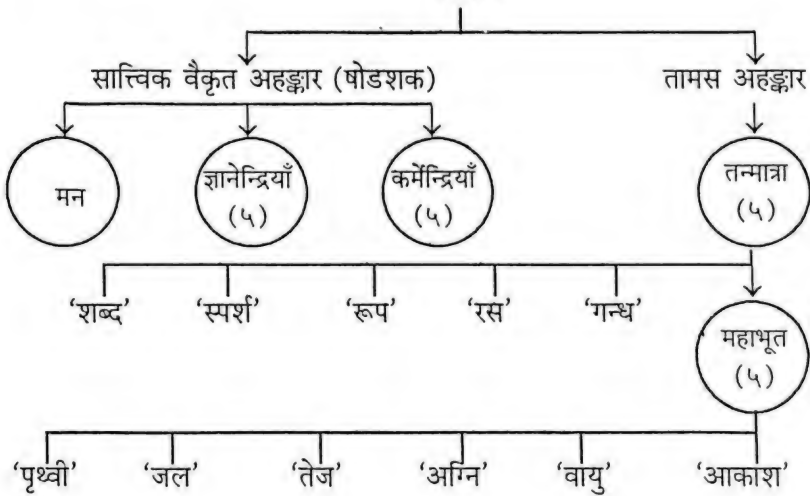 सात्त्विक वैकृत अहङ्कार (षोडशक) तामस अहङ्कार
मन ज्ञानेन्द्रियाँ (५) कर्मेन्द्रियाँ (५) तन्मात्रा (५)
‘शब्द’ ‘स्पर्श’ ‘रूप’ ‘रस’ ‘गन्ध’
महाभूत
(५)
‘पृथ्वी’ ‘जल’ ‘तेज’ ‘अग्नि’ ‘वायु’ ‘आकाश’